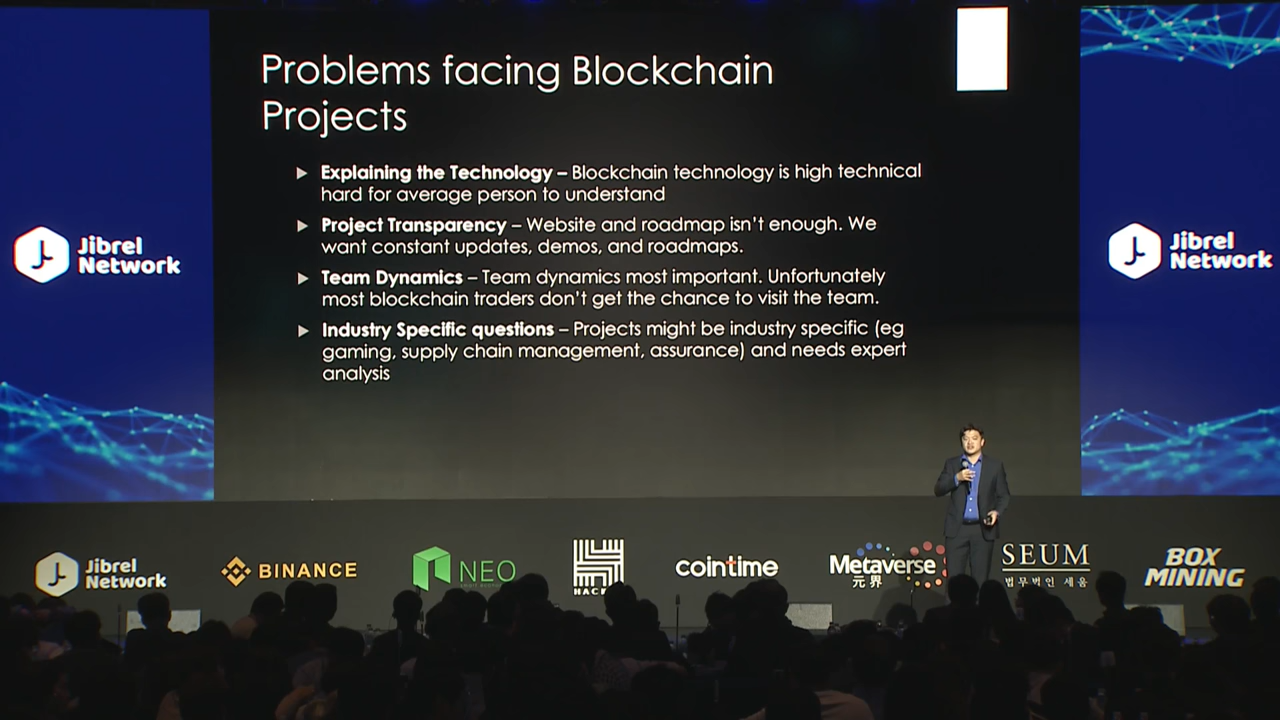 Problems facing Blockchain
Projects
Explaining the Technology – Blockchain technology is high technical
hard for average person to understand
Project Transparency – Website and roadmap isn't enough. We
want constant updates, demos, and roadmaps.
Team Dynamics – Team dynamics most important. Unfortunately
most blockchain traders don't get the chance to visit the team.
Industry Specific questions – Projects might be industry specific (eg
gaming, supply chain management, assurance) and needs expert
analysis
Jibrel
Network
Jibrel
Network
Jibrel
Network
BINANCE
NEO
smart economy
cointime
Metaverse
元界
SEUM
법무법인 세움
BOX
MINING